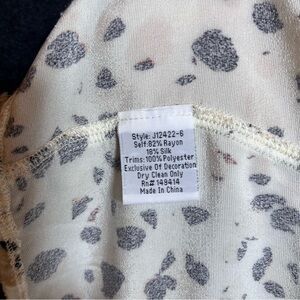 Style: J12422-6
Self:82% Rayon
18% Silk
Trims:100% Polyester
Exclusive Of Decoration
Dry Clean Only
Rn# 149414
Made In China